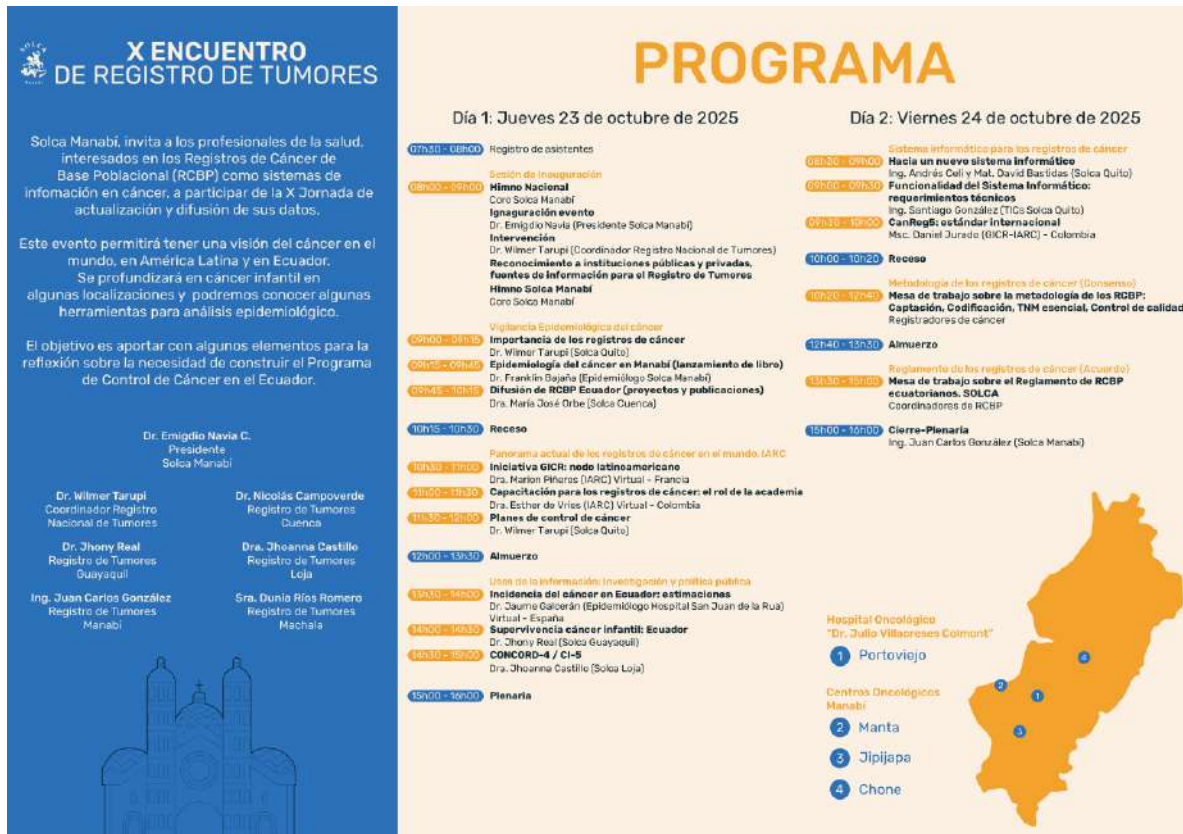 SOLCA
X ENCUENTRO
DE REGISTRO DE TUMORES
Solca Manabí, invita a los profesionales de la salud,
interesados en los Registros de Cáncer de
Base Poblacional (RCBP) como sistemas de
infomación en cáncer, a participar de la X Jornada de
actualización y difusión de sus datos.
Este evento permitirá tener una visión del cáncer en el
mundo, en América Latina y en Ecuador.
Se profundizará en cáncer infantil en
algunas localizaciones y podremos conocer algunas
herramientas para análisis epidemiológico.
El objetivo es aportar con algunos elementos para la
reflexión sobre la necesidad de construir el Programa
de Control de Cáncer en el Ecuador.
Dr. Emigdio Navia C.
Presidente
Solca Manabí
Dr. Wilmer Tarupi
Coordinador Registro
Nacional de Tumores
Dr. Nicolás Campoverde
Registro de Tumores
Cuenca
Dr. Jhony Real
Registro de Tumores
Guayaquil
Dra. Jhoanna Castillo
Registro de Tumores
Loja
Ing. Juan Carlos González
Registro de Tumores
Manabí
Sra. Dunia Ríos Romero
Registro de Tumores
Machala
PROGRAMA
Día 1: Jueves 23 de octubre de 2025
07h30 - 08h00 Registro de asistentes
Sesión de Inauguración
08h00 - 09h00 Himno Nacional
Coro Solca Manabí
Ignaguración evento
Dr. Emigdio Navia (Presidente Solca Manabí)
Intervención
Dr. Wilmer Tarupi (Coordinador Registro Nacional de Tumores)
Reconocimiento a instituciones públicas y privadas,
fuentes de información para el Registro de Tumores
Himno Solca Manabí
Coro Solca Manabí
Vigilancia Epidemiológica del cáncer
09h00 - 09h15 Importancia de los registros de cáncer
Dr. Wilmer Tarupi (Solca Quito)
09h15 - 09h45 Epidemiología del cáncer en Manabí (lanzamiento de libro)
Dr. Franklin Bajaña (Epidemiólogo Solca Manabí)
09h45 - 10h15 Difusión de RCBP Ecuador (proyectos y publicaciones)
Dra. María José Orbe (Solca Cuenca)
10h15 - 10h30 Receso
Panorama actual de los registros de cáncer en el mundo. IARC
10h30 - 11h00 Iniciativa GICR: nodo latinoamericano
Dra. Marion Piñeros (IARC) Virtual - Francia
11h00 - 11h30 Capacitación para los registros de cáncer: el rol de la academia
Dra. Esther de Vries (IARC) Virtual - Colombia
11h30 - 12h00 Planes de control de cáncer
Dr. Wilmer Tarupi (Solca Quito)
12h00 - 13h30 Almuerzo
Usos de la información: Investigación y política pública
13h30 - 14h00 Incidencia del cáncer en Ecuador: estimaciones
Dr. Jaume Galcerán (Epidemiólogo Hospital San Juan de la Rua)
Virtual - España
14h00 - 14h30 Supervivencia cáncer infantil: Ecuador
Dr. Jhony Real (Solca Guayaquil)
14h30 - 15h00 CONCORD-4 / CI-5
Dra. Jhoanna Castillo (Solca Loja)
15h00 - 16h00 Plenaria
Día 2: Viernes 24 de octubre de 2025
Sistema informático para los registros de cáncer
08h30 - 09h00 Hacia un nuevo sistema informático
Ing. Andrés Celi y Mat. David Bastidas (Solca Quito)
09h00 - 09h30 Funcionalidad del Sistema Informático:
requerimientos técnicos
Ing. Santiago González (TICs Solca Quito)
09h30 - 10h00 CanReg5: estándar internacional
Msc. Daniel Jurado (GICR-IARC) - Colombia
10h00 - 10h20 Receso
Metodología de los registros de cáncer (Consenso)
10h20 - 12h40 Mesa de trabajo sobre la metodología de los RCBP:
Captación, Codificación, TNM esencial, Control de calidad
Registradores de cáncer
12h40 - 13h30 Almuerzo
Reglamento de los registros de cáncer (Acuerdo)
13h30 - 15h00 Mesa de trabajo sobre el Reglamento de RCBP
ecuatorianos. SOLCA
Coordinadores de RCBP
15h00 - 16h00 Cierre-Plenaria
Ing. Juan Carlos González (Solca Manabí)
Hospital Oncológico
"Dr. Julio Villacreses Colmont"
1 Portoviejo
Centros Oncológicos
Manabí
2 Manta
3 Jipijapa
4 Chone
4
2
1
3